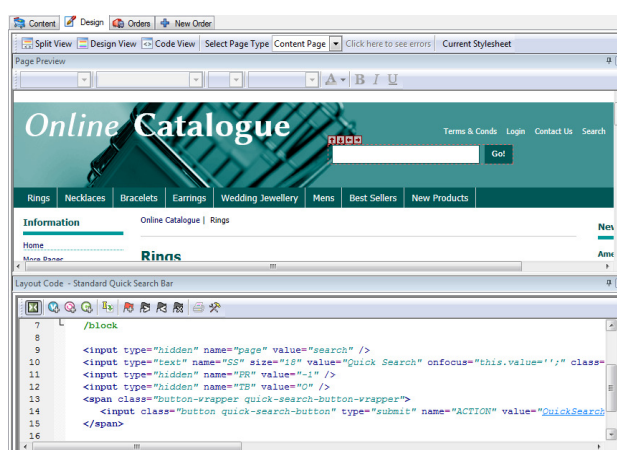 Content Design Orders New Order
Split View Design View Code View Select Page Type Content Page Click here to see errors Current Stylesheet
Page Preview
A B I U
Online Catalogue
Terms & Conds Login Contact Us Search
Go!
Rings Necklaces Bracelets Earrings Wedding Jewellery Mens Best Sellers New Products
Information Online Catalogue | Rings
Home
More Pages Rings
Layout Code - Standard Quick Search Bar
7 /block
8
9 <input type="hidden" name="page" value="search" />
10 <input type="text" name="SS" size="18" value="Quick Search" onfocus="this.value='';" class=
11 <input type="hidden" name="PR" value="-1" />
12 <input type="hidden" name="TB" value="O" />
13 <span class="button-wrapper quick-search-button-wrapper">
14 <input class="button quick-search-button" type="submit" name="ACTION" value="QuickSearch
15 </span>
16